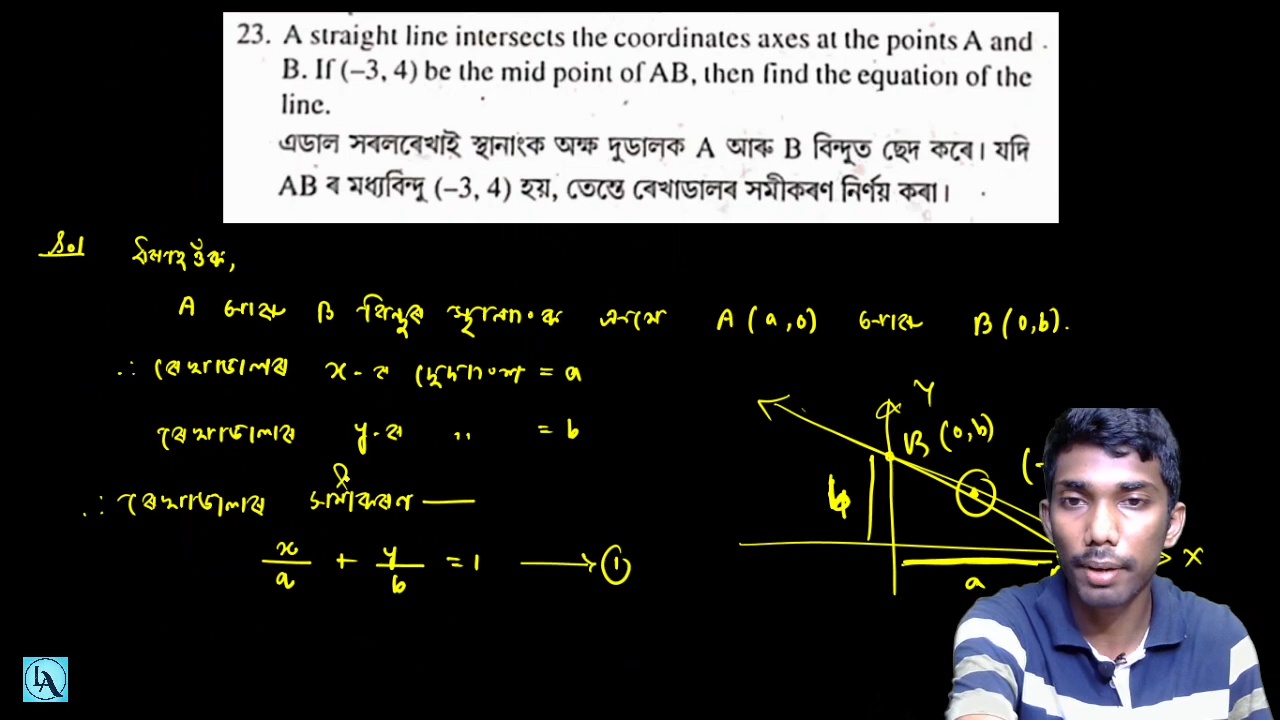 23. A straight line intersects the coordinates axes at the points A and
B. If (–3, 4) be the mid point of AB, then find the equation of the
line.
এডাল সৰলৰেখাই স্থানাংক অক্ষ দুডালক A আৰু B বিন্দুত ছেদ কৰে। যদি
AB ৰ মধ্যবিন্দু (–3, 4) হয়, তেন্তে ৰেখাডালৰ সমীকৰণ নিৰ্ণয় কৰা।
Sol ধৰাহওঁক,
A আৰু B বিন্দুৰ স্থানাংক ক্ৰমে A (a,0) আৰু B (0,b).
∴ ৰেখাডালৰ x-ৰ ছেদাংশ = a
ৰেখাডালৰ y-ৰ ,, = b
∴ ৰেখাডালৰ সমীকৰণ —
x/a + y/b = 1 → ①
Y
B (0,b)
(-
b
a
X
LA